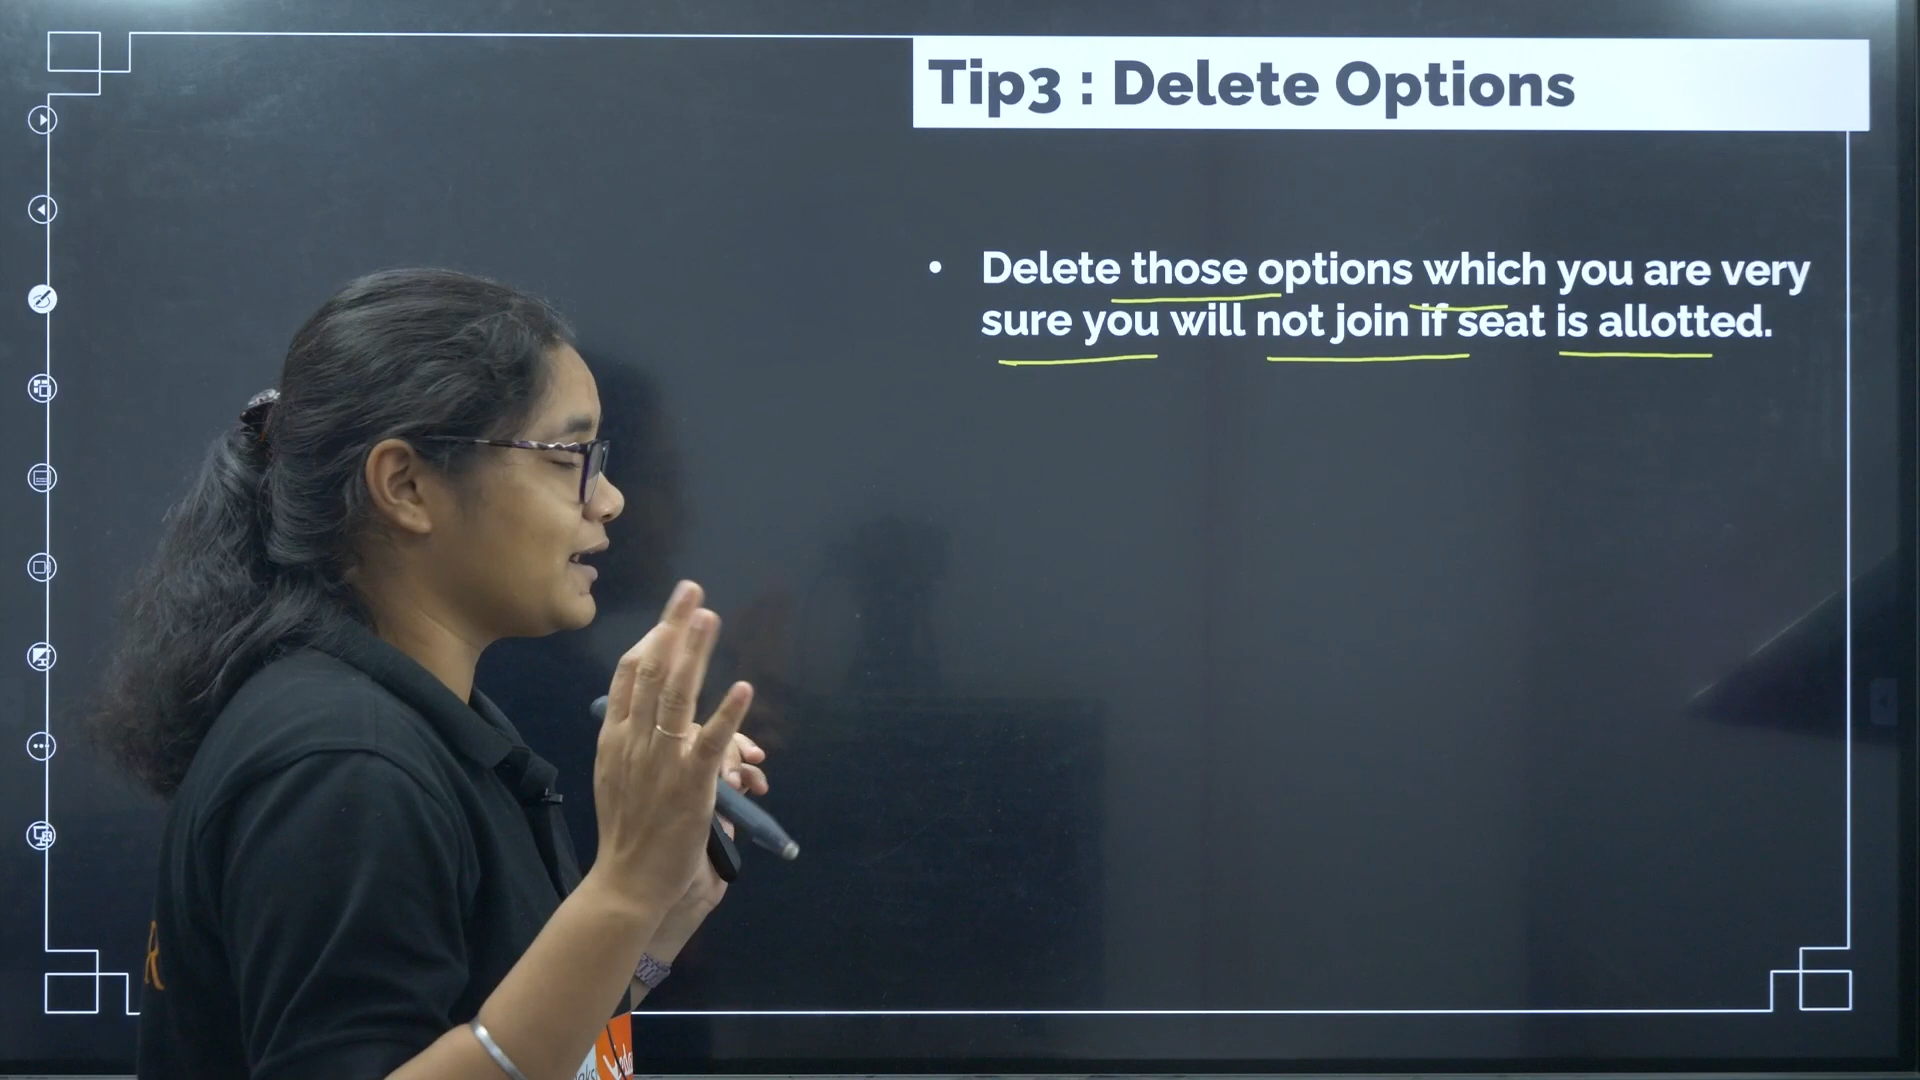 Tip3 : Delete Options
• Delete those options which you are very
sure you will not join if seat is allotted.